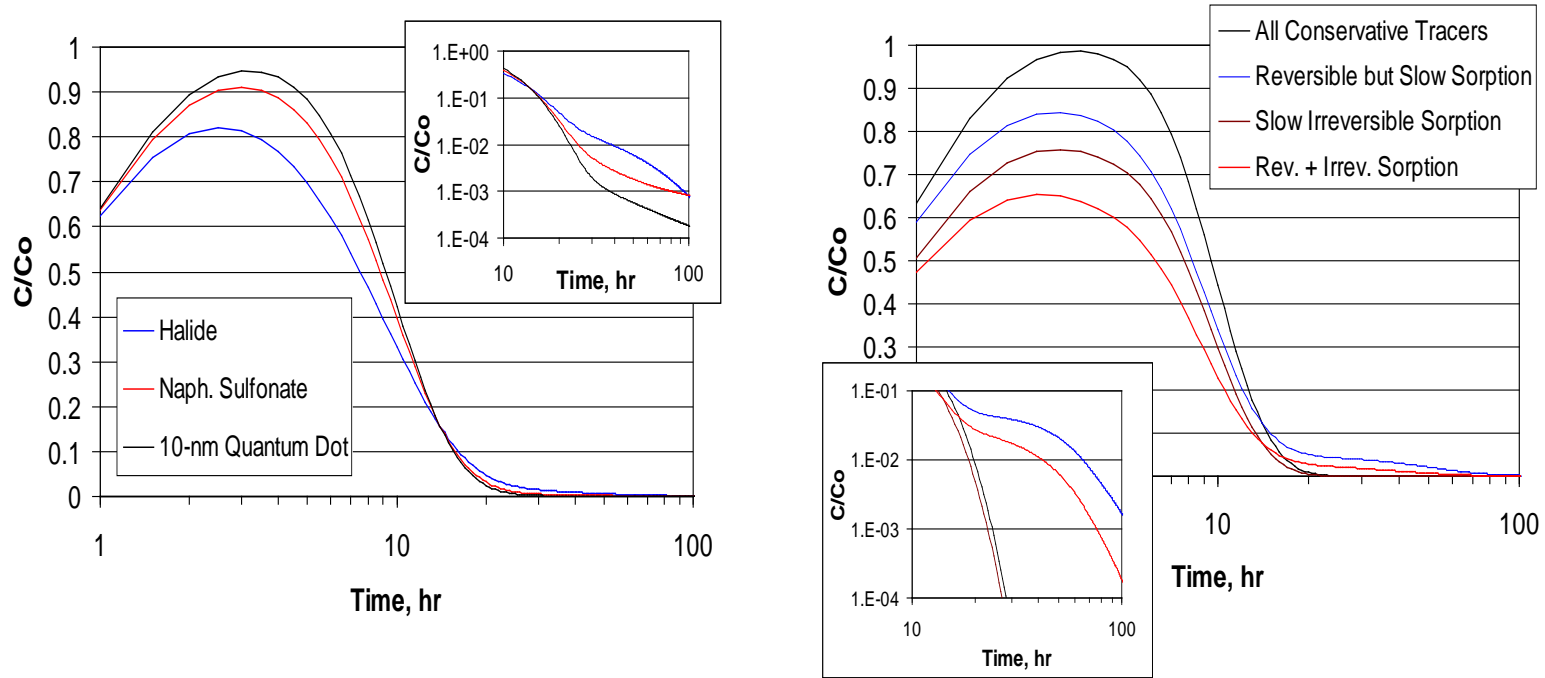 1
0.9
0.8
0.7
0.6
0.5
0.4
0.3
0.2
0.1
0
C/Co
1
10
100
Time, hr
Halide
Naph. Sulfonate
10-nm Quantum Dot
1.E+00
1.E-01
1.E-02
1.E-03
1.E-04
C/Co
10
100
Time, hr
1
0.9
0.8
0.7
0.6
0.5
0.4
0.3
C/Co
10
100
Time, hr
All Conservative Tracers
Reversible but Slow Sorption
Slow Irreversible Sorption
Rev. + Irrev. Sorption
1.E-01
1.E-02
1.E-03
1.E-04
C/Co
10
100
Time, hr